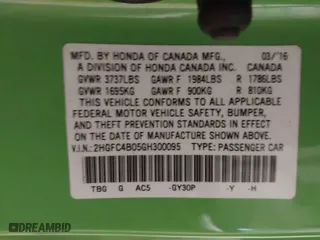 MFD. BY HONDA OF CANADA MFG., 03/'16
A DIVISION OF HONDA CANADA INC. CANADA
GVWR 3737LBS GAWR F 1984LBS R 1786LBS
GVWR 1695KG GAWR F 900KG R 810KG
THIS VEHICLE CONFORMS TO ALL APPLICABLE
FEDERAL MOTOR VEHICLE SAFETY, BUMPER,
AND THEFT PREVENTION STANDARDS IN EFFECT
ON THE DATE OF MANUFACTURE SHOWN ABOVE.
V.I.N.: 2HGFC4B05GH300095 TYPE: PASSENGER CAR
TBG G AC5 -GY30P -Y -H
DREAMBID